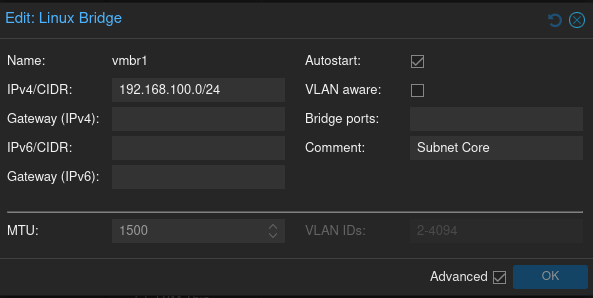 Edit: Linux Bridge
Name: vmbr1 Autostart:
IPv4/CIDR: 192.168.100.0/24 VLAN aware:
Gateway (IPv4): Bridge ports:
IPv6/CIDR: Comment: Subnet Core
Gateway (IPv6):
MTU: 1500 VLAN IDs: 2-4094
Advanced OK